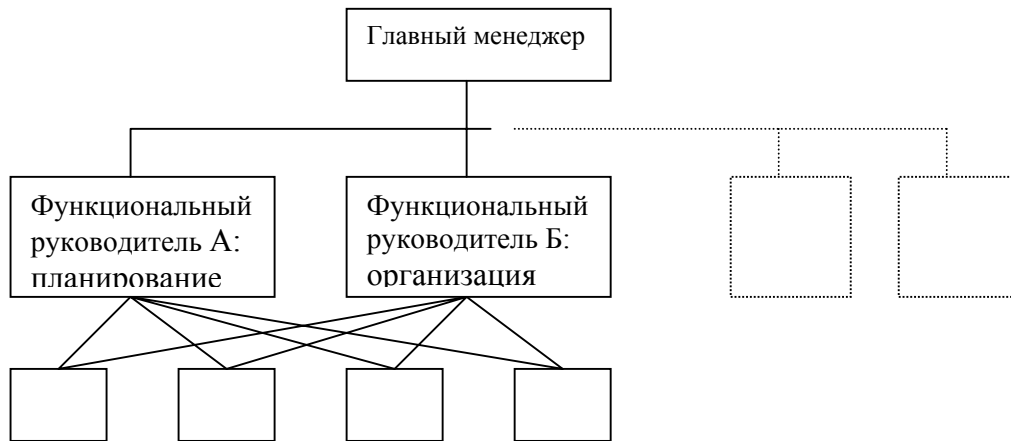 Главный менеджер
Функциональный
руководитель А:
планирование
Функциональный
руководитель Б:
организация